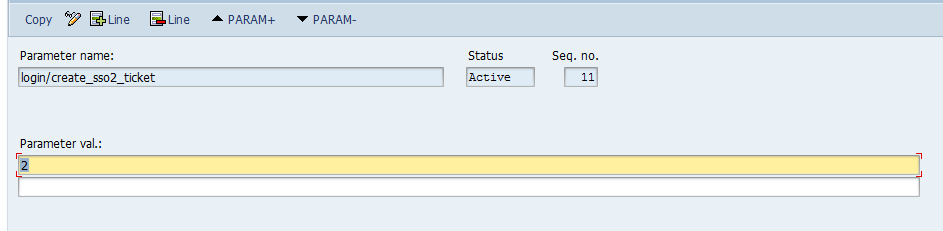 Copy Line Line PARAM+ PARAM-
Parameter name: Status Seq. no.
login/create_sso2_ticket Active 11
Parameter val.:
2